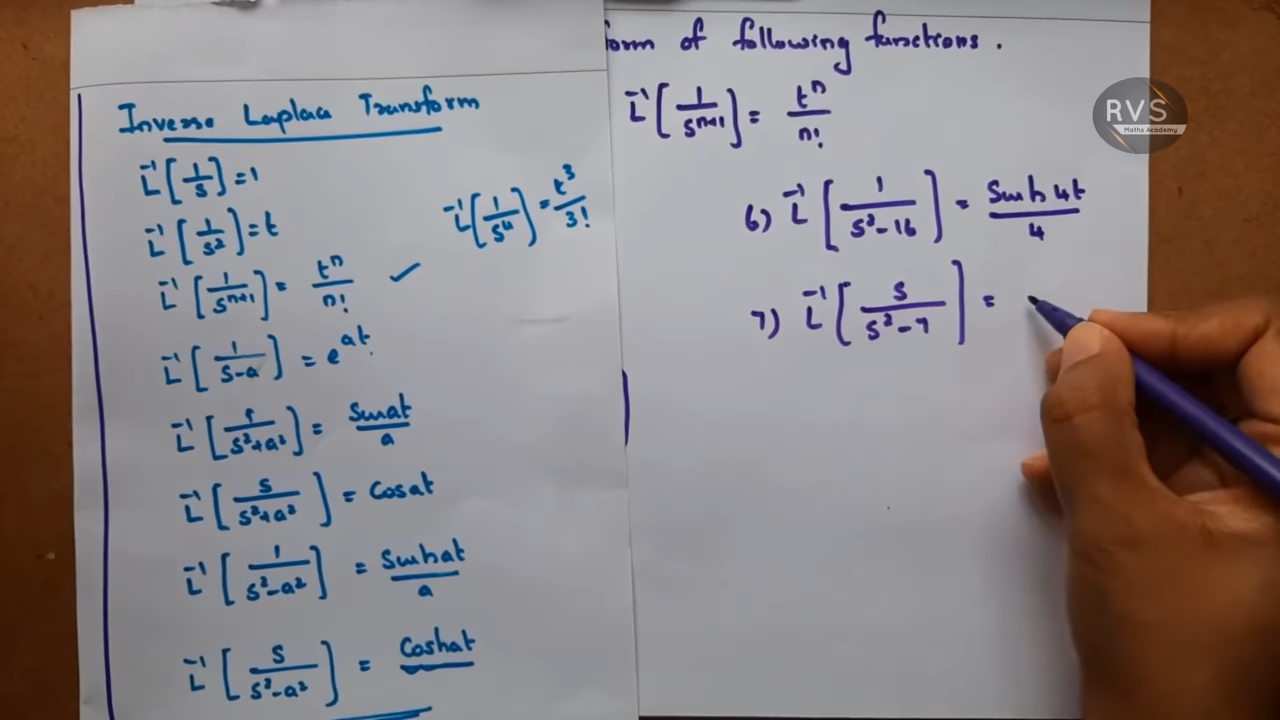 Inverse Laplace Transform
L⁻¹[1/s] = 1
L⁻¹[1/s²] = t
L⁻¹[1/s⁴] = t³/3!
L⁻¹[1/sⁿ⁺¹] = tⁿ/n! ✓
L⁻¹[1/s-a] = e^at.
L⁻¹[1/s²+a²] = Sinat/a
L⁻¹[s/s²+a²] = Cosat
L⁻¹[1/s²-a²] = Sinhat/a
L⁻¹[s/s²-a²] = Coshat
form of following functions.
L⁻¹[1/sⁿ⁺¹] = tⁿ/n!
6) L⁻¹[1/s²-16] = Sinh4t/4
7) L⁻¹[s/s²-7] =
RVS
Maths Academy